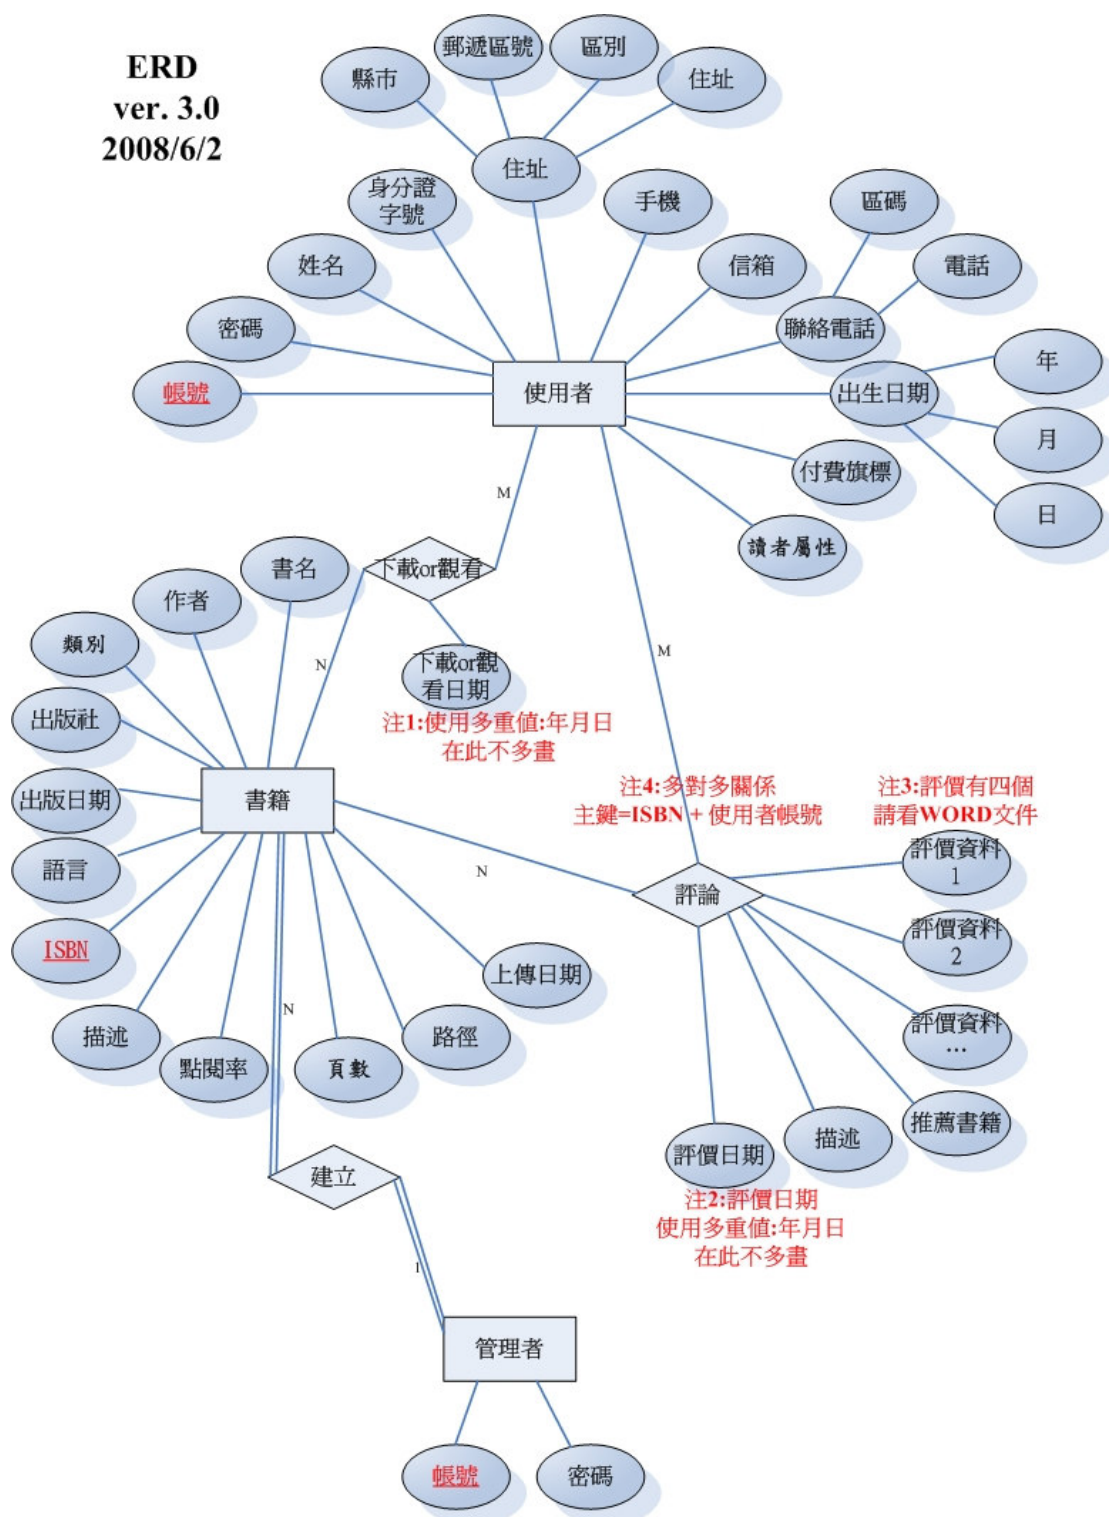 ERD
ver. 3.0
2008/6/2
郵遞區號
區別
縣市
住址
住址
身分證
字號
手機
區碼
姓名
信箱
電話
密碼
聯絡電話
年
帳號
使用者
出生日期
月
付費旗標
日
M
讀者屬性
書名
下載or觀看
作者
類別
N
M
下載or觀
看日期
出版社
注1:使用多重值:年月日
在此不多畫
書籍
出版日期
注4:多對多關係
主鍵=ISBN + 使用者帳號
注3:評價有四個
請看WORD文件
語言
N
評論
評價資料
1
ISBN
評價資料
2
上傳日期
N
描述
點閱率
頁數
路徑
評價資料
...
推薦書籍
描述
評價日期
建立
注2:評價日期
使用多重值:年月日
在此不多畫
1
管理者
帳號
密碼